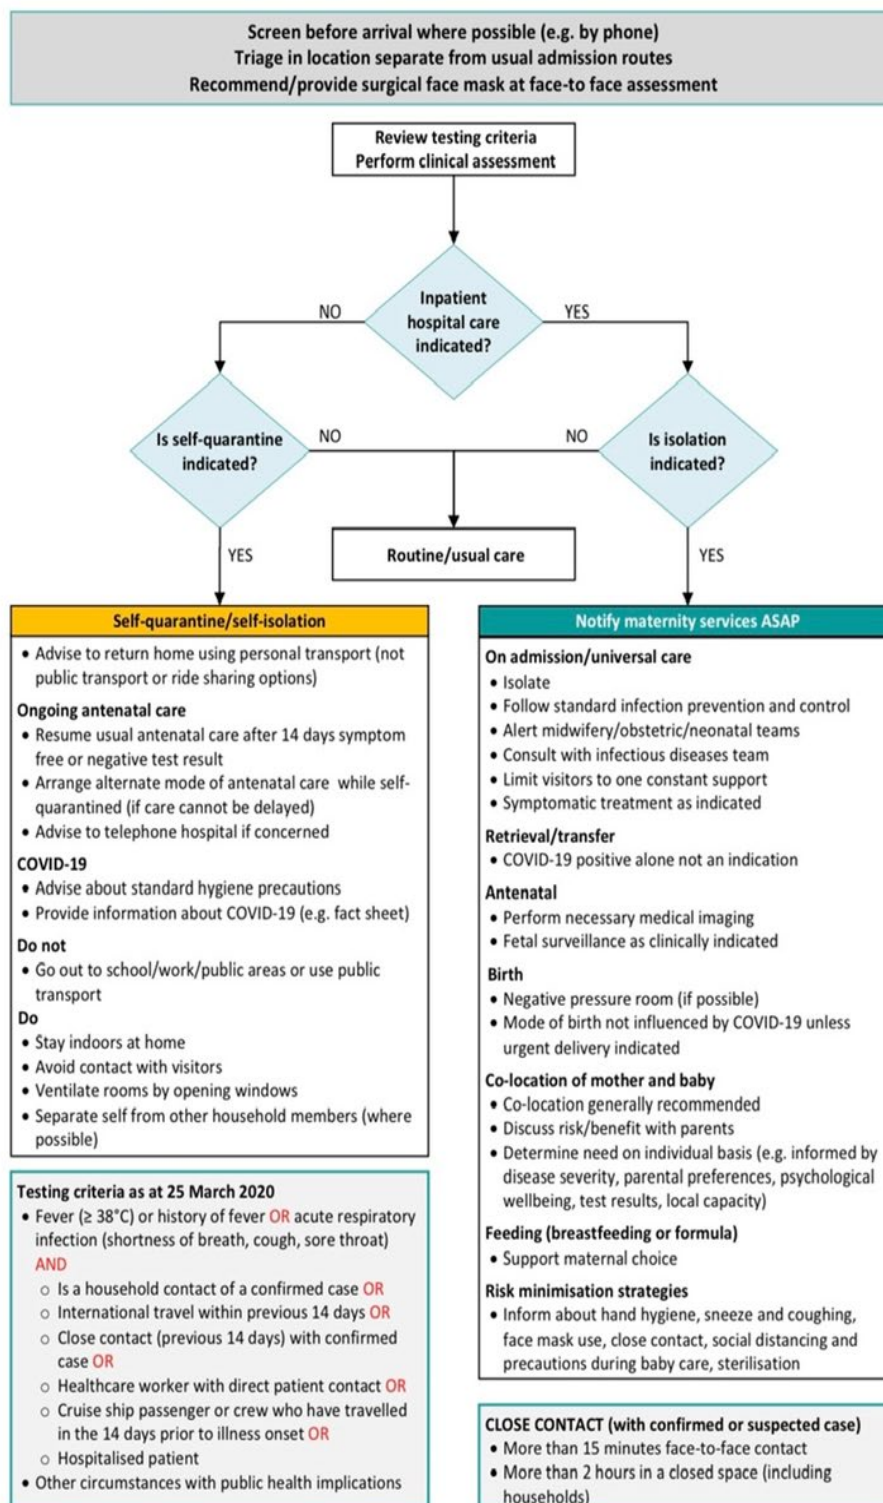 Screen before arrival where possible (e.g. by phone)
Triage in location separate from usual admission routes
Recommend/provide surgical face mask at face-to face assessment
Review testing criteria
Perform clinical assessment
Inpatient
hospital care
indicated?
NO
YES
Is self-quarantine
indicated?
NO
NO
Is isolation
indicated?
YES
Routine/usual care
YES
Self-quarantine/self-isolation
• Advise to return home using personal transport (not
public transport or ride sharing options)
Ongoing antenatal care
• Resume usual antenatal care after 14 days symptom
free or negative test result
• Arrange alternate mode of antenatal care while self-
quarantined (if care cannot be delayed)
• Advise to telephone hospital if concerned
COVID-19
• Advise about standard hygiene precautions
• Provide information about COVID-19 (e.g. fact sheet)
Do not
• Go out to school/work/public areas or use public
transport
Do
• Stay indoors at home
• Avoid contact with visitors
• Ventilate rooms by opening windows
• Separate self from other household members (where
possible)
Testing criteria as at 25 March 2020
• Fever (≥ 38°C) or history of fever OR acute respiratory
infection (shortness of breath, cough, sore throat)
AND
○ Is a household contact of a confirmed case OR
○ International travel within previous 14 days OR
○ Close contact (previous 14 days) with confirmed
case OR
○ Healthcare worker with direct patient contact OR
○ Cruise ship passenger or crew who have travelled
in the 14 days prior to illness onset OR
○ Hospitalised patient
• Other circumstances with public health implications
Notify maternity services ASAP
On admission/universal care
• Isolate
• Follow standard infection prevention and control
• Alert midwifery/obstetric/neonatal teams
• Consult with infectious diseases team
• Limit visitors to one constant support
• Symptomatic treatment as indicated
Retrieval/transfer
• COVID-19 positive alone not an indication
Antenatal
• Perform necessary medical imaging
• Fetal surveillance as clinically indicated
Birth
• Negative pressure room (if possible)
• Mode of birth not influenced by COVID-19 unless
urgent delivery indicated
Co-location of mother and baby
• Co-location generally recommended
• Discuss risk/benefit with parents
• Determine need on individual basis (e.g. informed by
disease severity, parental preferences, psychological
wellbeing, test results, local capacity)
Feeding (breastfeeding or formula)
• Support maternal choice
Risk minimisation strategies
• Inform about hand hygiene, sneeze and coughing,
face mask use, close contact, social distancing and
precautions during baby care, sterilisation
CLOSE CONTACT (with confirmed or suspected case)
• More than 15 minutes face-to-face contact
• More than 2 hours in a closed space (including
households)